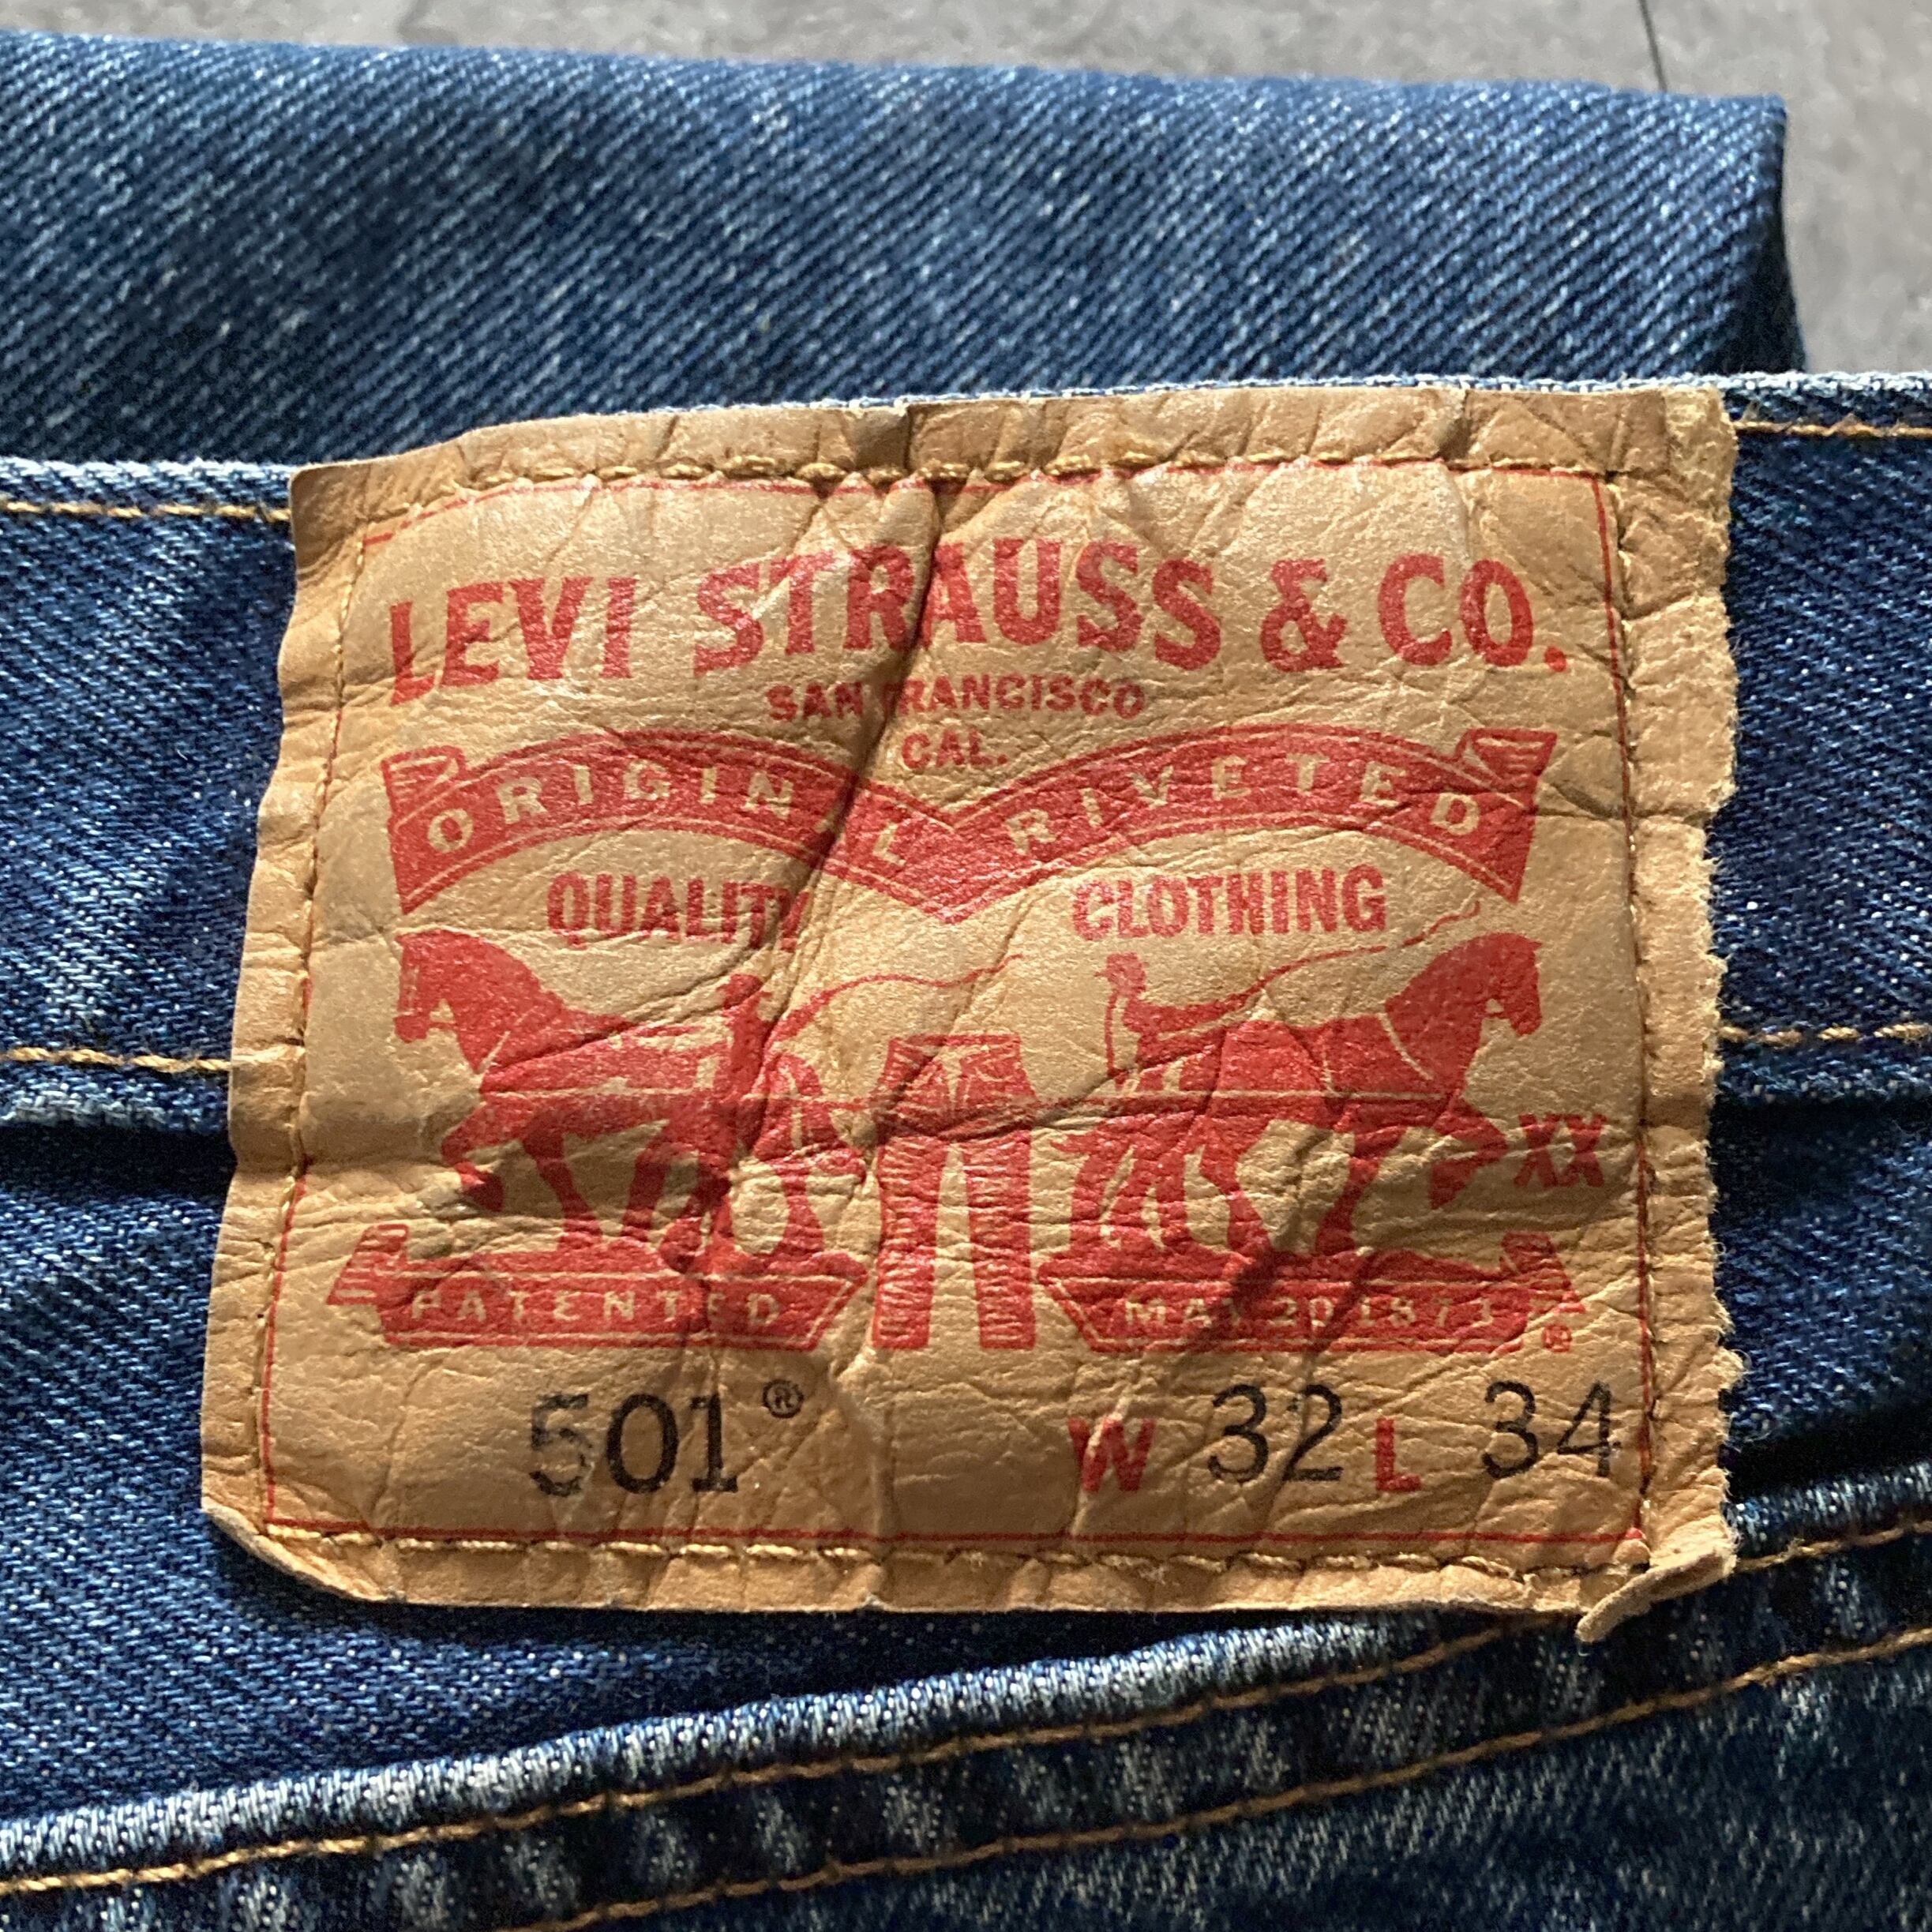 LEVI STRAUSS & CO.
SAN FRANCISCO
CAL.
ORIGINAL RIVETED
QUALITY CLOTHING
XX
PATENTED MAY 20 1873 ®
501® W 32 L 34